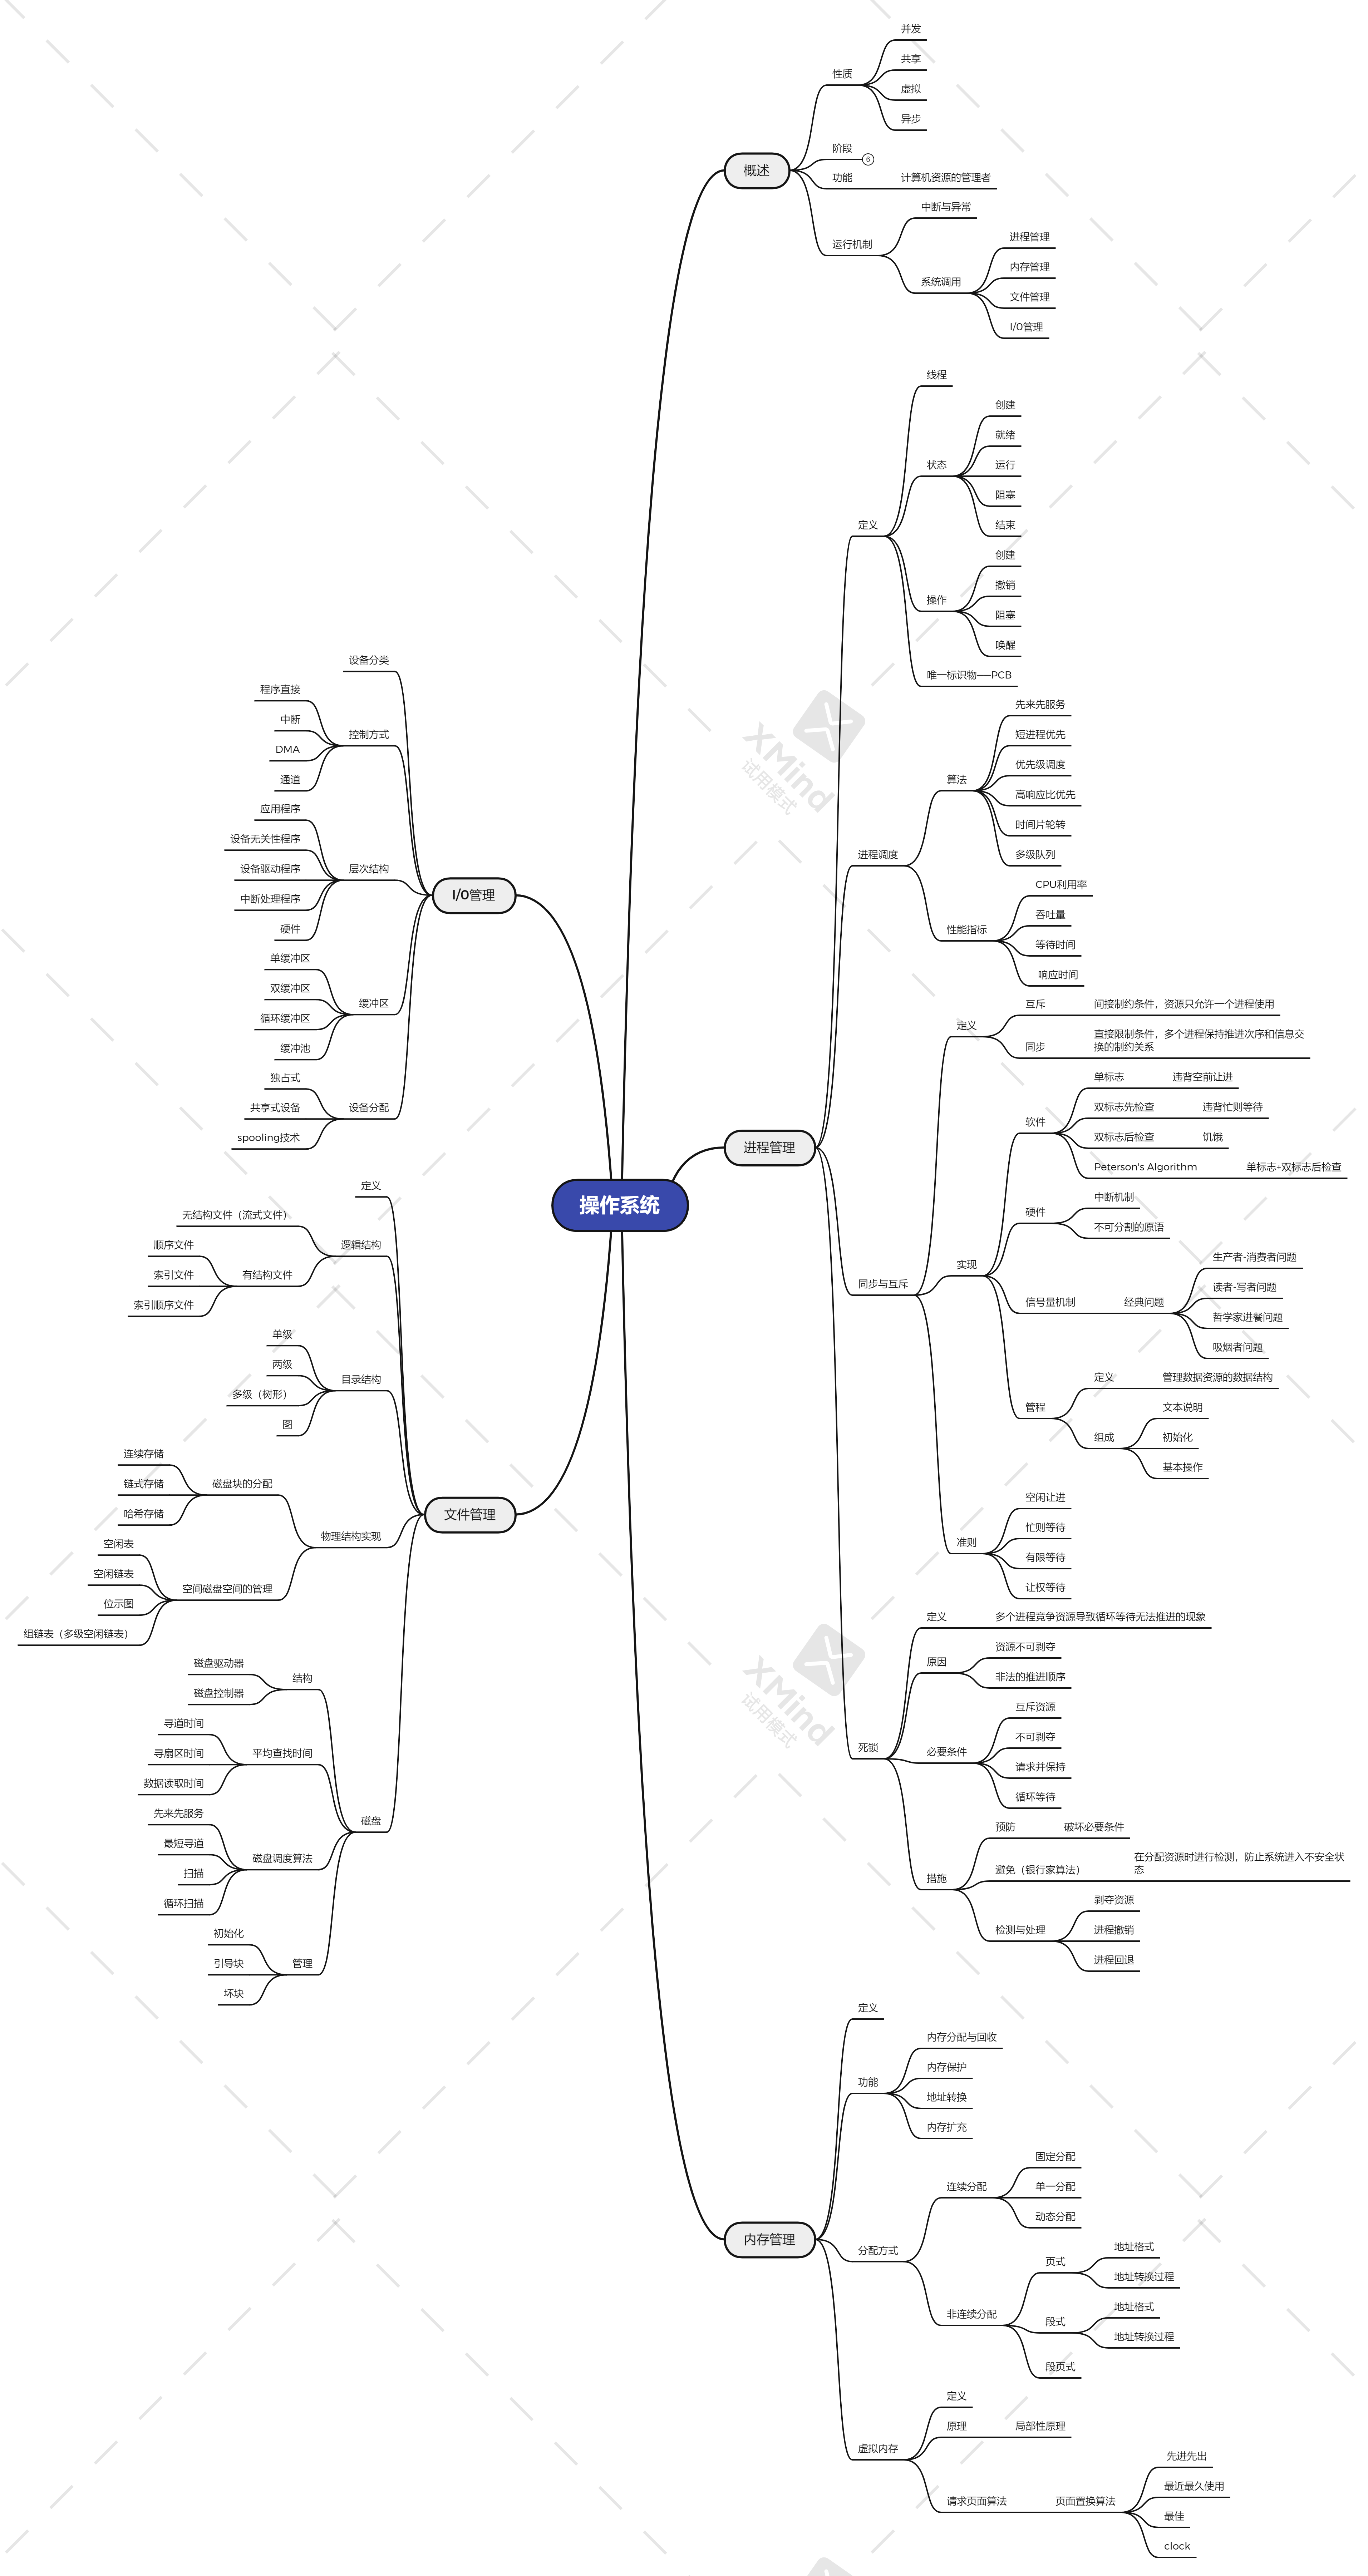 操作系统
概述
性质
并发
共享
虚拟
异步
阶段
6
功能
计算机资源的管理者
运行机制
中断与异常
系统调用
进程管理
内存管理
文件管理
I/O管理
进程管理
定义
线程
状态
创建
就绪
运行
阻塞
结束
操作
创建
撤销
阻塞
唤醒
唯一标识物——PCB
进程调度
算法
先来先服务
短进程优先
优先级调度
高响应比优先
时间片轮转
多级队列
性能指标
CPU利用率
吞吐量
等待时间
响应时间
同步与互斥
定义
互斥
间接制约条件，资源只允许一个进程使用
同步
直接限制条件，多个进程保持推进次序和信息交
换的制约关系
实现
软件
单标志
违背空前让进
双标志先检查
违背忙则等待
双标志后检查
饥饿
Peterson's Algorithm
单标志+双标志后检查
硬件
中断机制
不可分割的原语
信号量机制
经典问题
生产者-消费者问题
读者-写者问题
哲学家进餐问题
吸烟者问题
管程
定义
管理数据资源的数据结构
组成
文本说明
初始化
基本操作
准则
空闲让进
忙则等待
有限等待
让权等待
死锁
定义
多个进程竞争资源导致循环等待无法推进的现象
原因
资源不可剥夺
非法的推进顺序
必要条件
互斥资源
不可剥夺
请求并保持
循环等待
措施
预防
破坏必要条件
避免（银行家算法）
在分配资源时进行检测，防止系统进入不安全状
态
检测与处理
剥夺资源
进程撤销
进程回退
内存管理
定义
功能
内存分配与回收
内存保护
地址转换
内存扩充
分配方式
连续分配
固定分配
单一分配
动态分配
非连续分配
页式
地址格式
地址转换过程
段式
地址格式
地址转换过程
段页式
虚拟内存
定义
原理
局部性原理
请求页面算法
页面置换算法
先进先出
最近最久使用
最佳
clock
I/O管理
设备分类
控制方式
程序直接
中断
DMA
通道
层次结构
应用程序
设备无关性程序
设备驱动程序
中断处理程序
硬件
缓冲区
单缓冲区
双缓冲区
循环缓冲区
缓冲池
设备分配
独占式
共享式设备
spooling技术
文件管理
定义
逻辑结构
无结构文件（流式文件）
有结构文件
顺序文件
索引文件
索引顺序文件
目录结构
单级
两级
多级（树形）
图
物理结构实现
磁盘块的分配
连续存储
链式存储
哈希存储
空间磁盘空间的管理
空闲表
空闲链表
位示图
组链表（多级空闲链表）
磁盘
结构
磁盘驱动器
磁盘控制器
平均查找时间
寻道时间
寻扇区时间
数据读取时间
磁盘调度算法
先来先服务
最短寻道
扫描
循环扫描
管理
初始化
引导块
坏块
XMind
试用模式
XMind
试用模式